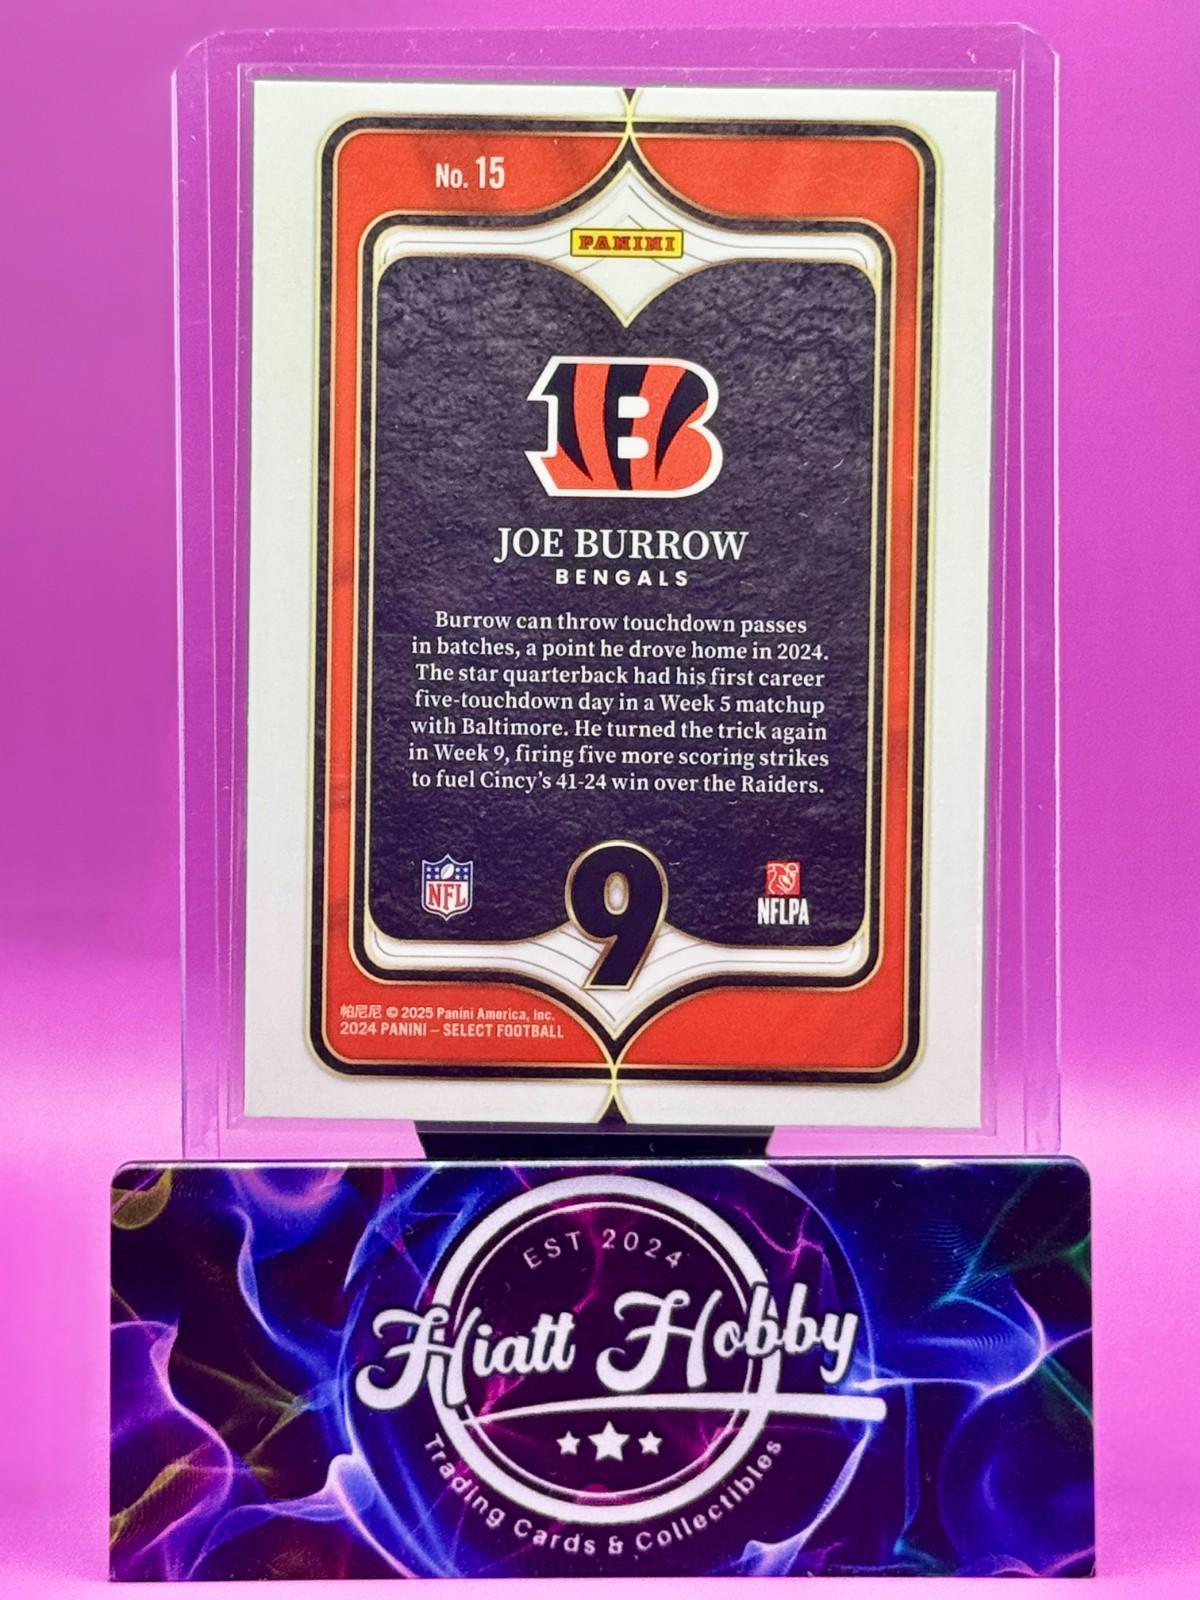 No. 15
PANINI
B
JOE BURROW
BENGALS
Burrow can throw touchdown passes
in batches, a point he drove home in 2024.
The star quarterback had his first career
five-touchdown day in a Week 5 matchup
with Baltimore. He turned the trick again
in Week 9, firing five more scoring strikes
to fuel Cincy's 41-24 win over the Raiders.
NFL
9
NFLPA
帕尼尼 © 2025 Panini America, Inc.
2024 PANINI – SELECT FOOTBALL
EST 2024
Hiatt Hobby
Trading Cards & Collectibles